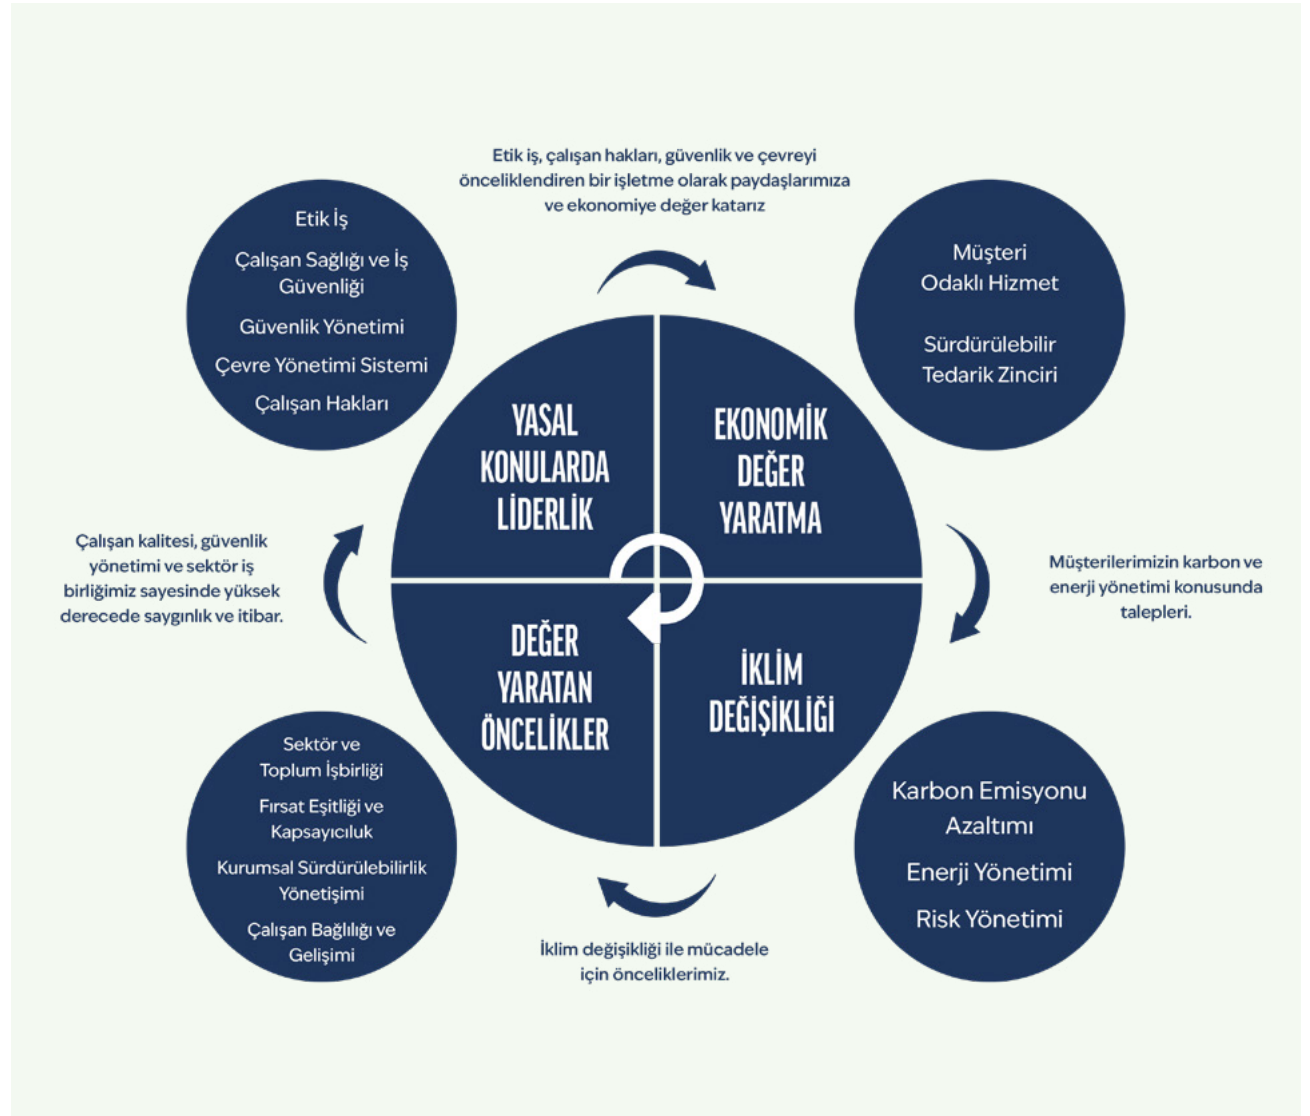 Etik iş, çalışan hakları, güvenlik ve çevreyi
önceliklendiren bir işletme olarak paydaşlarımıza
ve ekonomiye değer katarız
Etik İş
Çalışan Sağlığı ve İş
Güvenliği
Güvenlik Yönetimi
Çevre Yönetimi Sistemi
Çalışan Hakları
Müşteri
Odaklı Hizmet
Sürdürülebilir
Tedarik Zinciri
YASAL
KONULARDA
LİDERLİK
EKONOMİK
DEĞER
YARATMA
Çalışan kalitesi, güvenlik
yönetimi ve sektör iş
birliğimiz sayesinde yüksek
derecede saygınlık ve itibar.
Müşterilerimizin karbon ve
enerji yönetimi konusunda
talepleri.
DEĞER
YARATAN
ÖNCELİKLER
İKLİM
DEĞİŞİKLİĞİ
Sektör ve
Toplum İşbirliği
Fırsat Eşitliği ve
Kapsayıcılık
Kurumsal Sürdürülebilirlik
Yönetişimi
Çalışan Bağlılığı ve
Gelişimi
Karbon Emisyonu
Azaltımı
Enerji Yönetimi
Risk Yönetimi
İklim değişikliği ile mücadele
için önceliklerimiz.